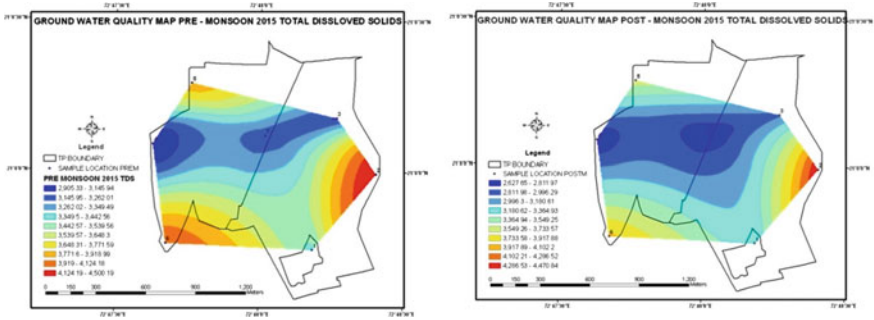 GROUND WATER QUALITY MAP PRE - MONSOON 2015 TOTAL DISSLOVED SOLIDS
Legend
TP BOUNDARY
SAMPLE LOCATION PREM
PRE MONSOON 2015 TDS
2,905.33 - 3,145.94
3,145.95 - 3,262.01
3,262.02 - 3,349.49
3,349.5 - 3,442.56
3,442.57 - 3,539.56
3,539.57 - 3,648.3
3,648.31 - 3,771.59
3,771.6 - 3,918.99
3,919 - 4,124.18
4,124.19 - 4,500.19
0 150 300 600 900 1,200
Meters
GROUND WATER QUALITY MAP POST - MONSOON 2015 TOTAL DISSOLVED SOLIDS
Legend
TP BOUNDARY
SAMPLE LOCATION POSTM
2,627.65 - 2,811.97
2,811.98 - 2,996.29
2,996.3 - 3,180.61
3,180.62 - 3,364.93
3,364.94 - 3,549.25
3,549.26 - 3,733.57
3,733.58 - 3,917.88
3,917.89 - 4,102.2
4,102.21 - 4,286.52
4,286.53 - 4,470.84
0 150 300 600 900 1,200
Meters